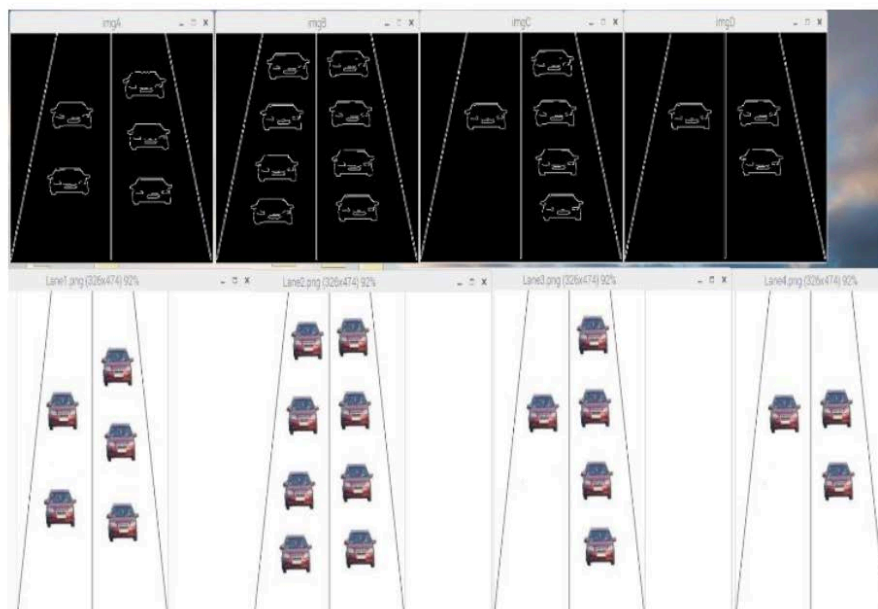 imgA
imgB
imgC
imgD
Lane1.png (326x474) 92%
Lane2.png (326x474) 92%
Lane3.png (326x474) 92%
Lane4.png (326x474) 92%